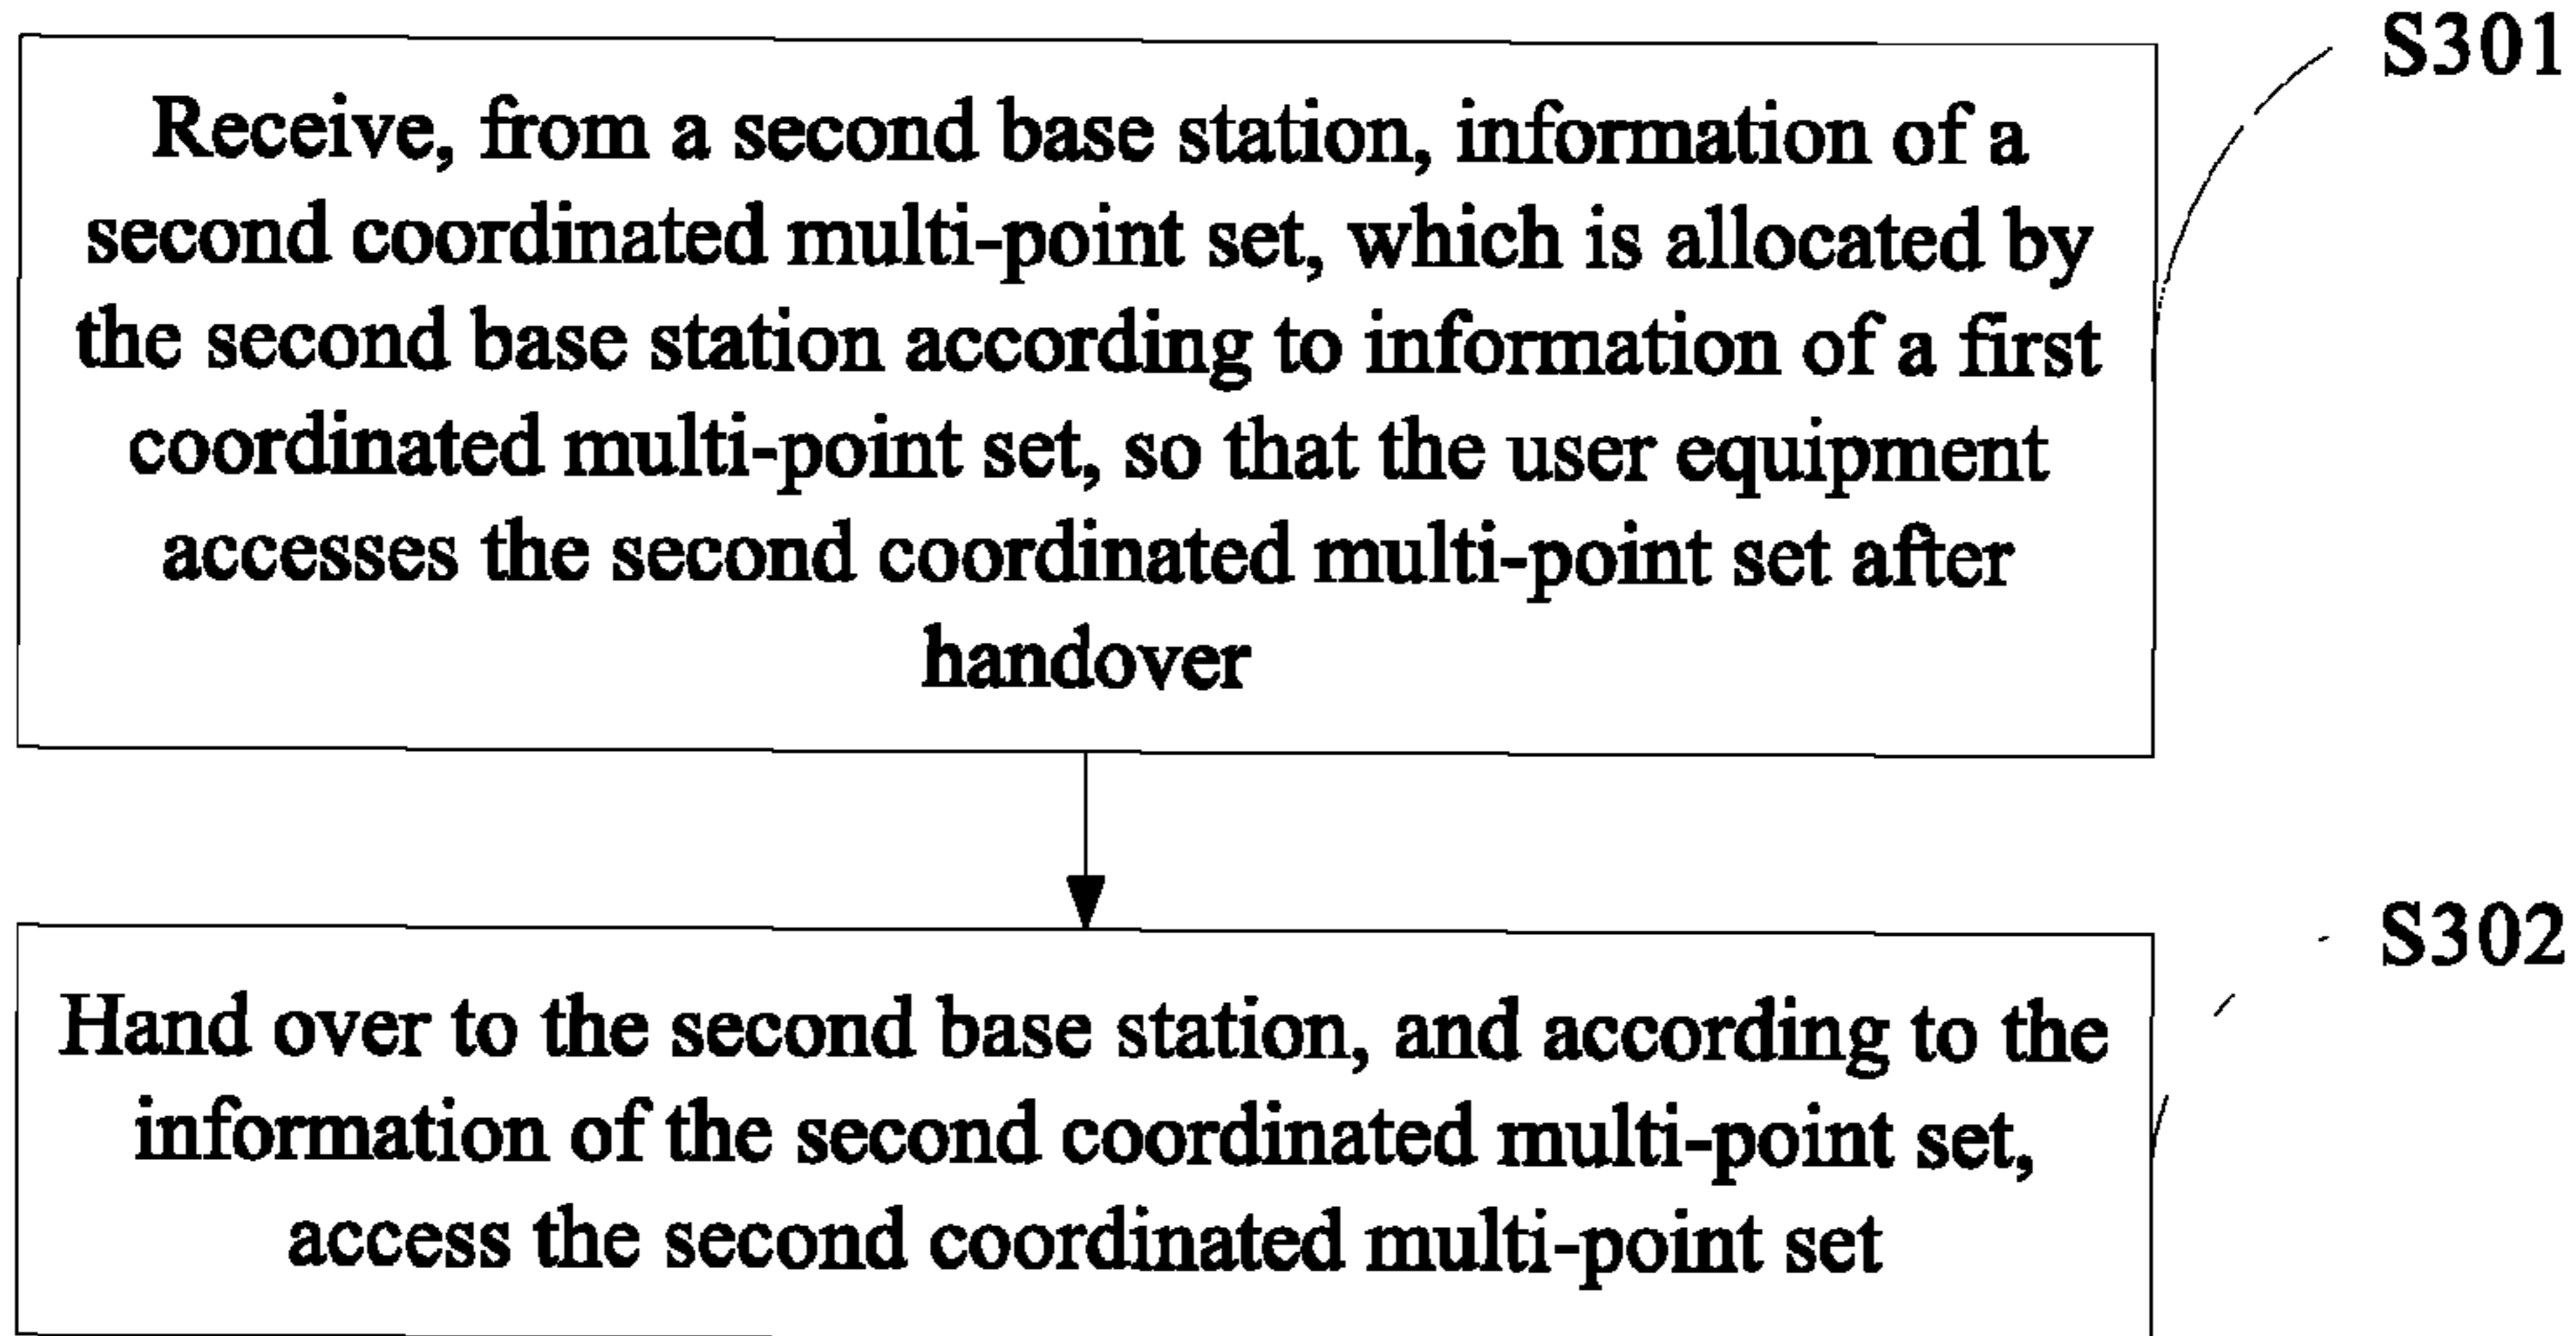 S301
Receive, from a second base station, information of a
second coordinated multi-point set, which is allocated by
the second base station according to information of a first
coordinated multi-point set, so that the user equipment
accesses the second coordinated multi-point set after
handover
S302
Hand over to the second base station, and according to the
information of the second coordinated multi-point set,
access the second coordinated multi-point set